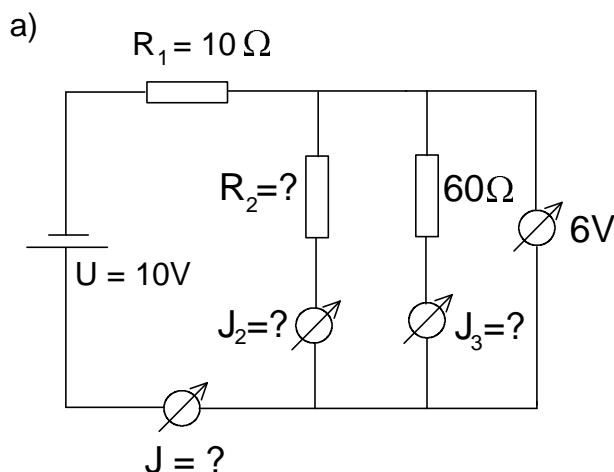 a)
R₁ = 10 Ω
R₂=?
60Ω
6V
U = 10V
J₂=?
J₃=?
J = ?